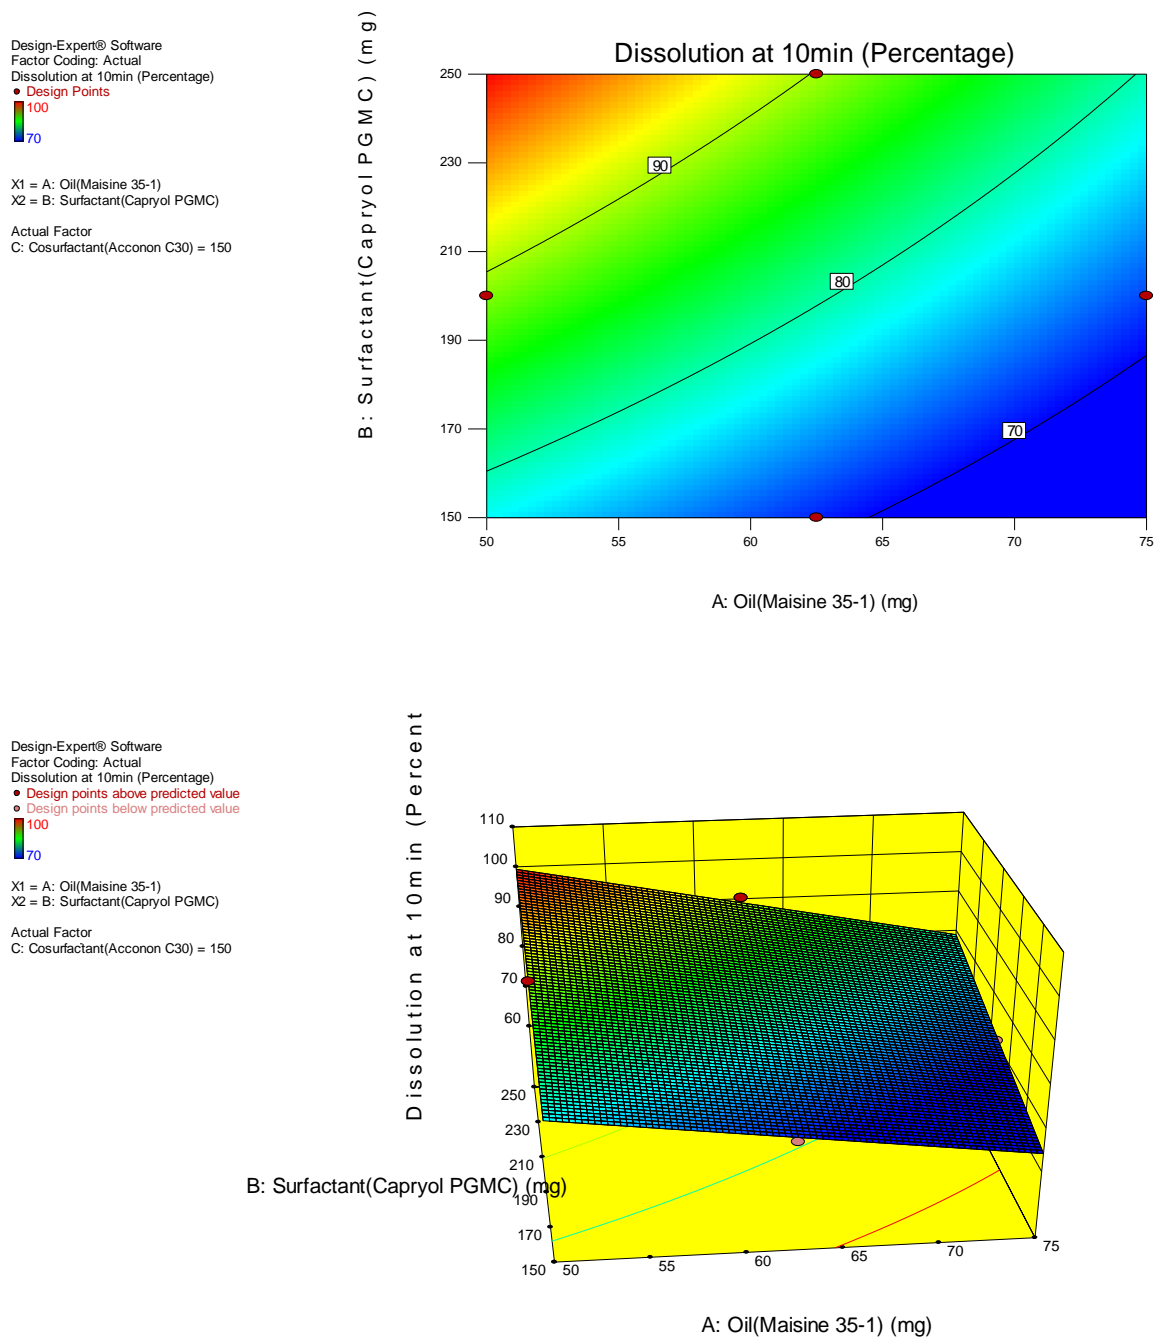 Design-Expert® Software
Factor Coding: Actual
Dissolution at 10min (Percentage)
Design Points
100
70
X1 = A: Oil(Maisine 35-1)
X2 = B: Surfactant(Capryol PGMC)
Actual Factor
C: Cosurfactant(Acconon C30) = 150
Dissolution at 10min (Percentage)
B: Surfactant(Capryol PGMC) (mg)
250
230
210
190
170
150
50
55
60
65
70
75
90
80
70
A: Oil(Maisine 35-1) (mg)
Design-Expert® Software
Factor Coding: Actual
Dissolution at 10min (Percentage)
Design points above predicted value
Design points below predicted value
100
70
X1 = A: Oil(Maisine 35-1)
X2 = B: Surfactant(Capryol PGMC)
Actual Factor
C: Cosurfactant(Acconon C30) = 150
Dissolution at 10min (Percent
110
100
90
80
70
60
250
230
210
190
170
150
B: Surfactant(Capryol PGMC) (mg)
50
55
60
65
70
75
A: Oil(Maisine 35-1) (mg)